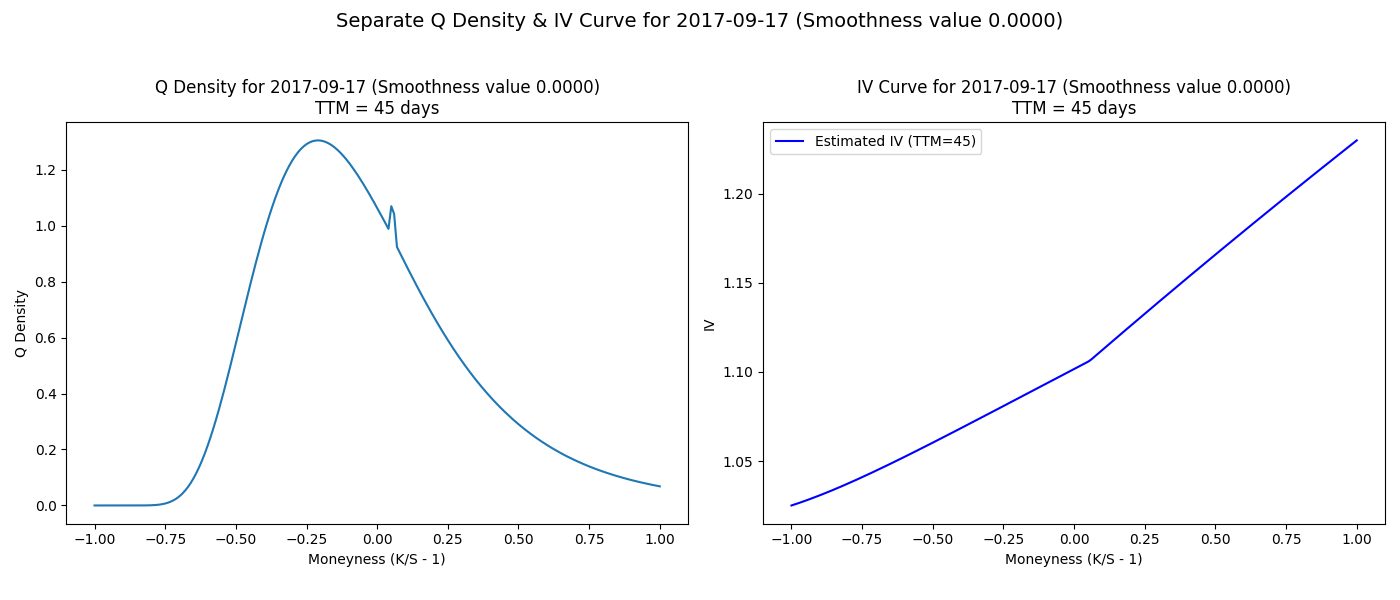 Separate Q Density & IV Curve for 2017-09-17 (Smoothness value 0.0000)
Q Density for 2017-09-17 (Smoothness value 0.0000)
TTM = 45 days
Q Density
1.2
1.0
0.8
0.6
0.4
0.2
0.0
−1.00 −0.75 −0.50 −0.25 0.00 0.25 0.50 0.75 1.00
Moneyness (K/S - 1)
IV Curve for 2017-09-17 (Smoothness value 0.0000)
TTM = 45 days
Estimated IV (TTM=45)
IV
1.20
1.15
1.10
1.05
−1.00 −0.75 −0.50 −0.25 0.00 0.25 0.50 0.75 1.00
Moneyness (K/S - 1)